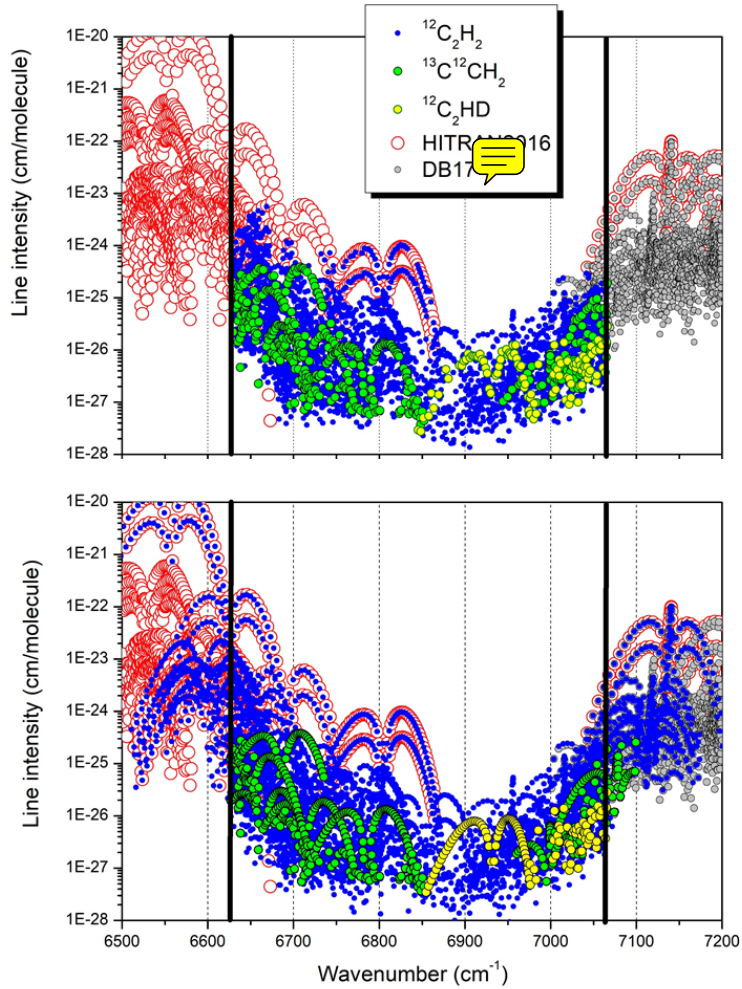 1E-20
1E-21
1E-22
1E-23
1E-24
1E-25
1E-26
1E-27
1E-28
Line intensity (cm/molecule)
¹²C₂H₂
¹³C¹²CH₂
¹²C₂HD
1E-20
1E-21
1E-22
1E-23
1E-24
1E-25
1E-26
1E-27
1E-28
Line intensity (cm/molecule)
6500 6600 6700 6800 6900 7000 7100 7200
Wavenumber (cm⁻¹)